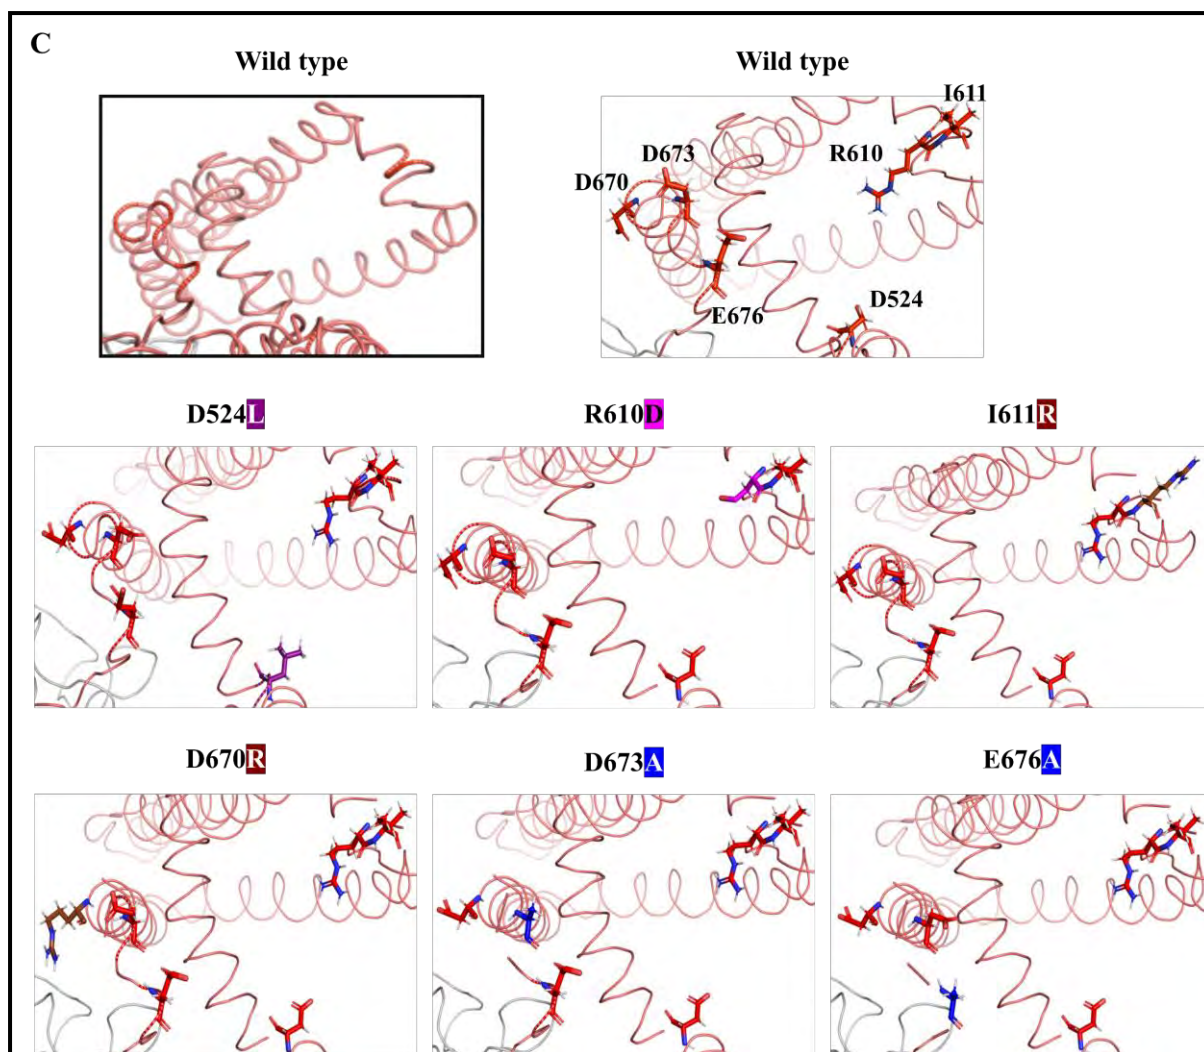 C
Wild type
Wild type
I611
R610
D673
D670
E676
D524
D524L
R610D
I611R
D670R
D673A
E676A